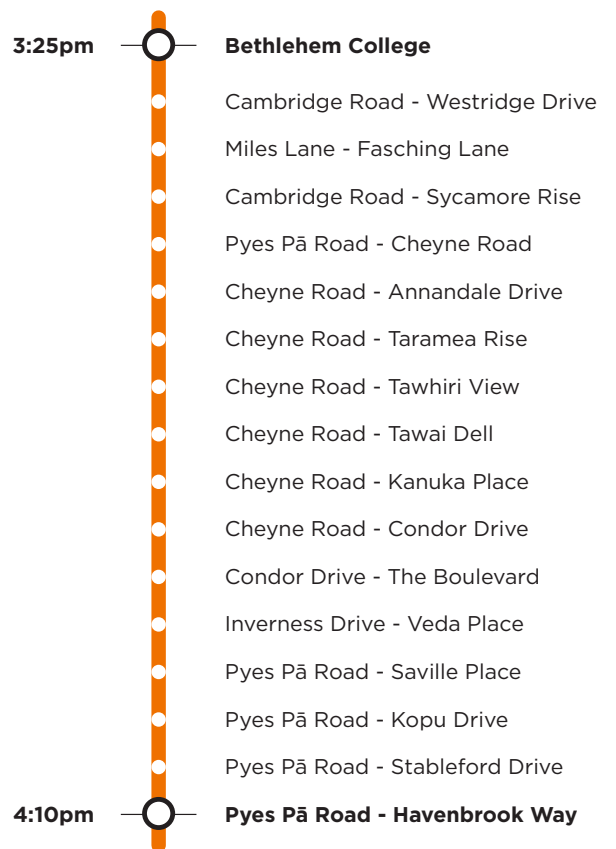 3:25pm Bethlehem College
Cambridge Road - Westridge Drive
Miles Lane - Fasching Lane
Cambridge Road - Sycamore Rise
Pyes Pā Road - Cheyne Road
Cheyne Road - Annandale Drive
Cheyne Road - Taramea Rise
Cheyne Road - Tawhiri View
Cheyne Road - Tawai Dell
Cheyne Road - Kanuka Place
Cheyne Road - Condor Drive
Condor Drive - The Boulevard
Inverness Drive - Veda Place
Pyes Pā Road - Saville Place
Pyes Pā Road - Kopu Drive
Pyes Pā Road - Stableford Drive
4:10pm Pyes Pā Road - Havenbrook Way